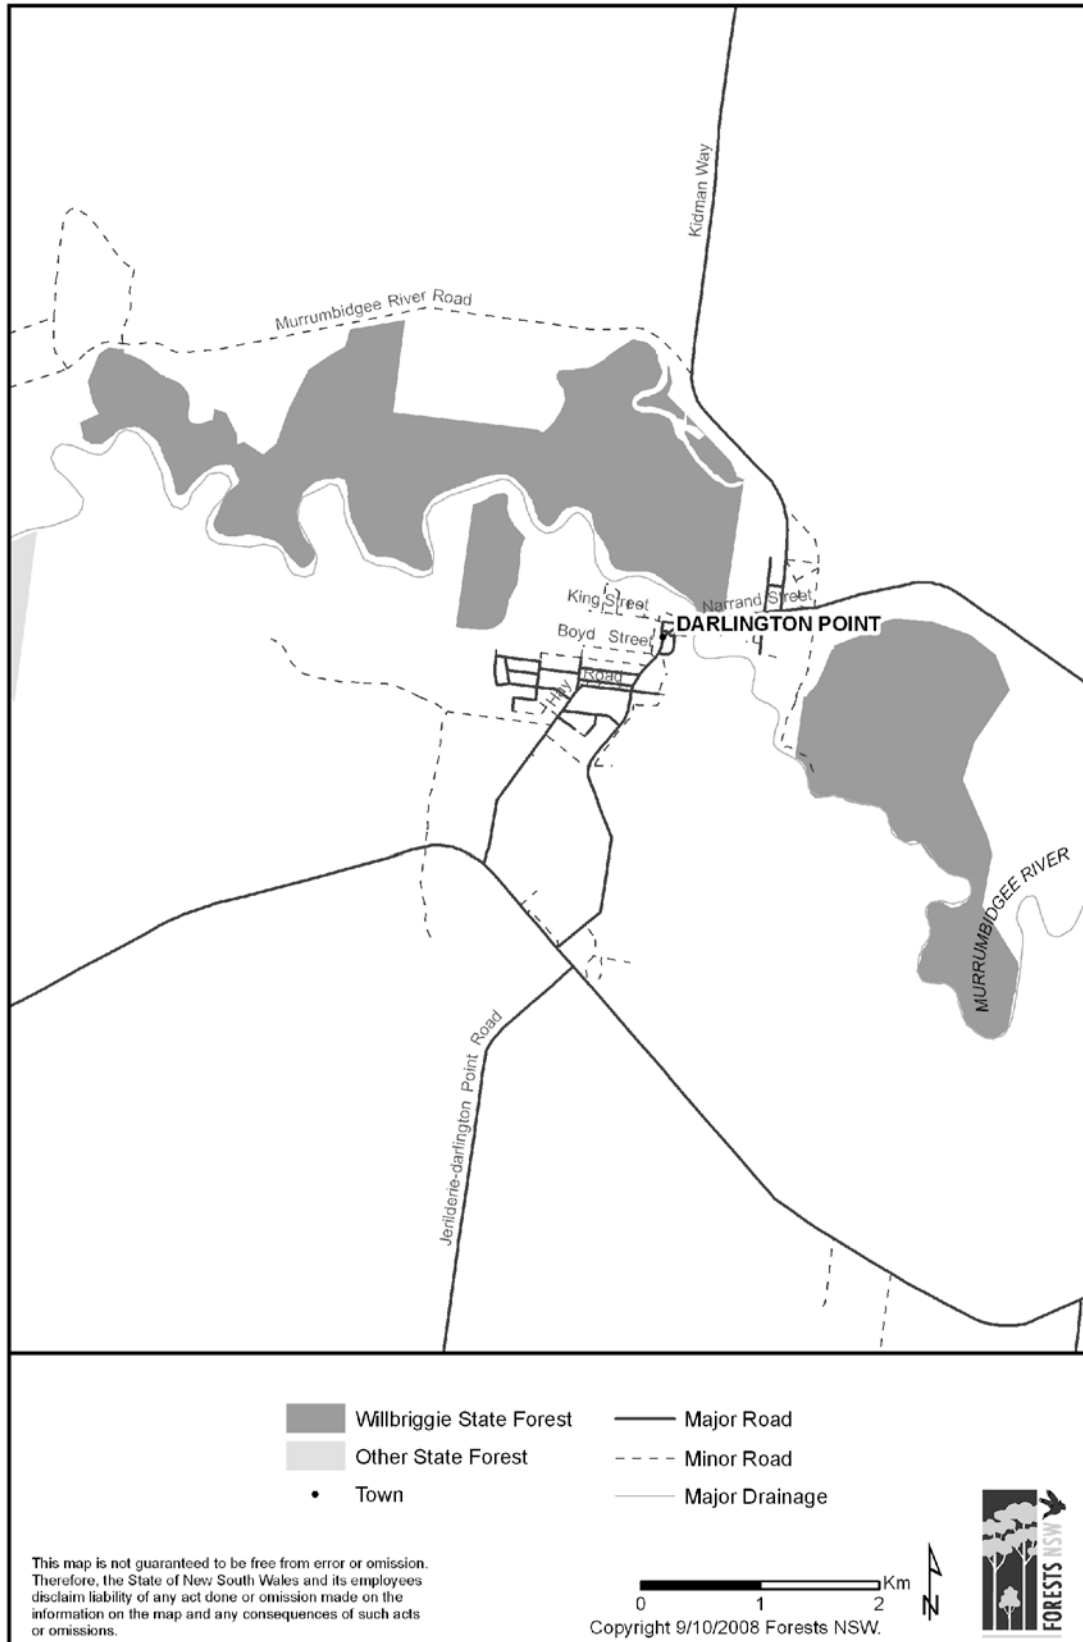 Kidman Way
Murrumbidgee River Road
King Street
Narrand Street
DARLINGTON POINT
Boyd Street
Hay Road
MURRUMBIDGEE RIVER
Jerilderie-darlington Point Road
Willbriggie State Forest
Major Road
Other State Forest
Minor Road
Town
Major Drainage
This map is not guaranteed to be free from error or omission.
Therefore, the State of New South Wales and its employees
disclaim liability of any act done or omission made on the
information on the map and any consequences of such acts
or omissions.
Km
0 1 2
Copyright 9/10/2008 Forests NSW.
N
FORESTS NSW